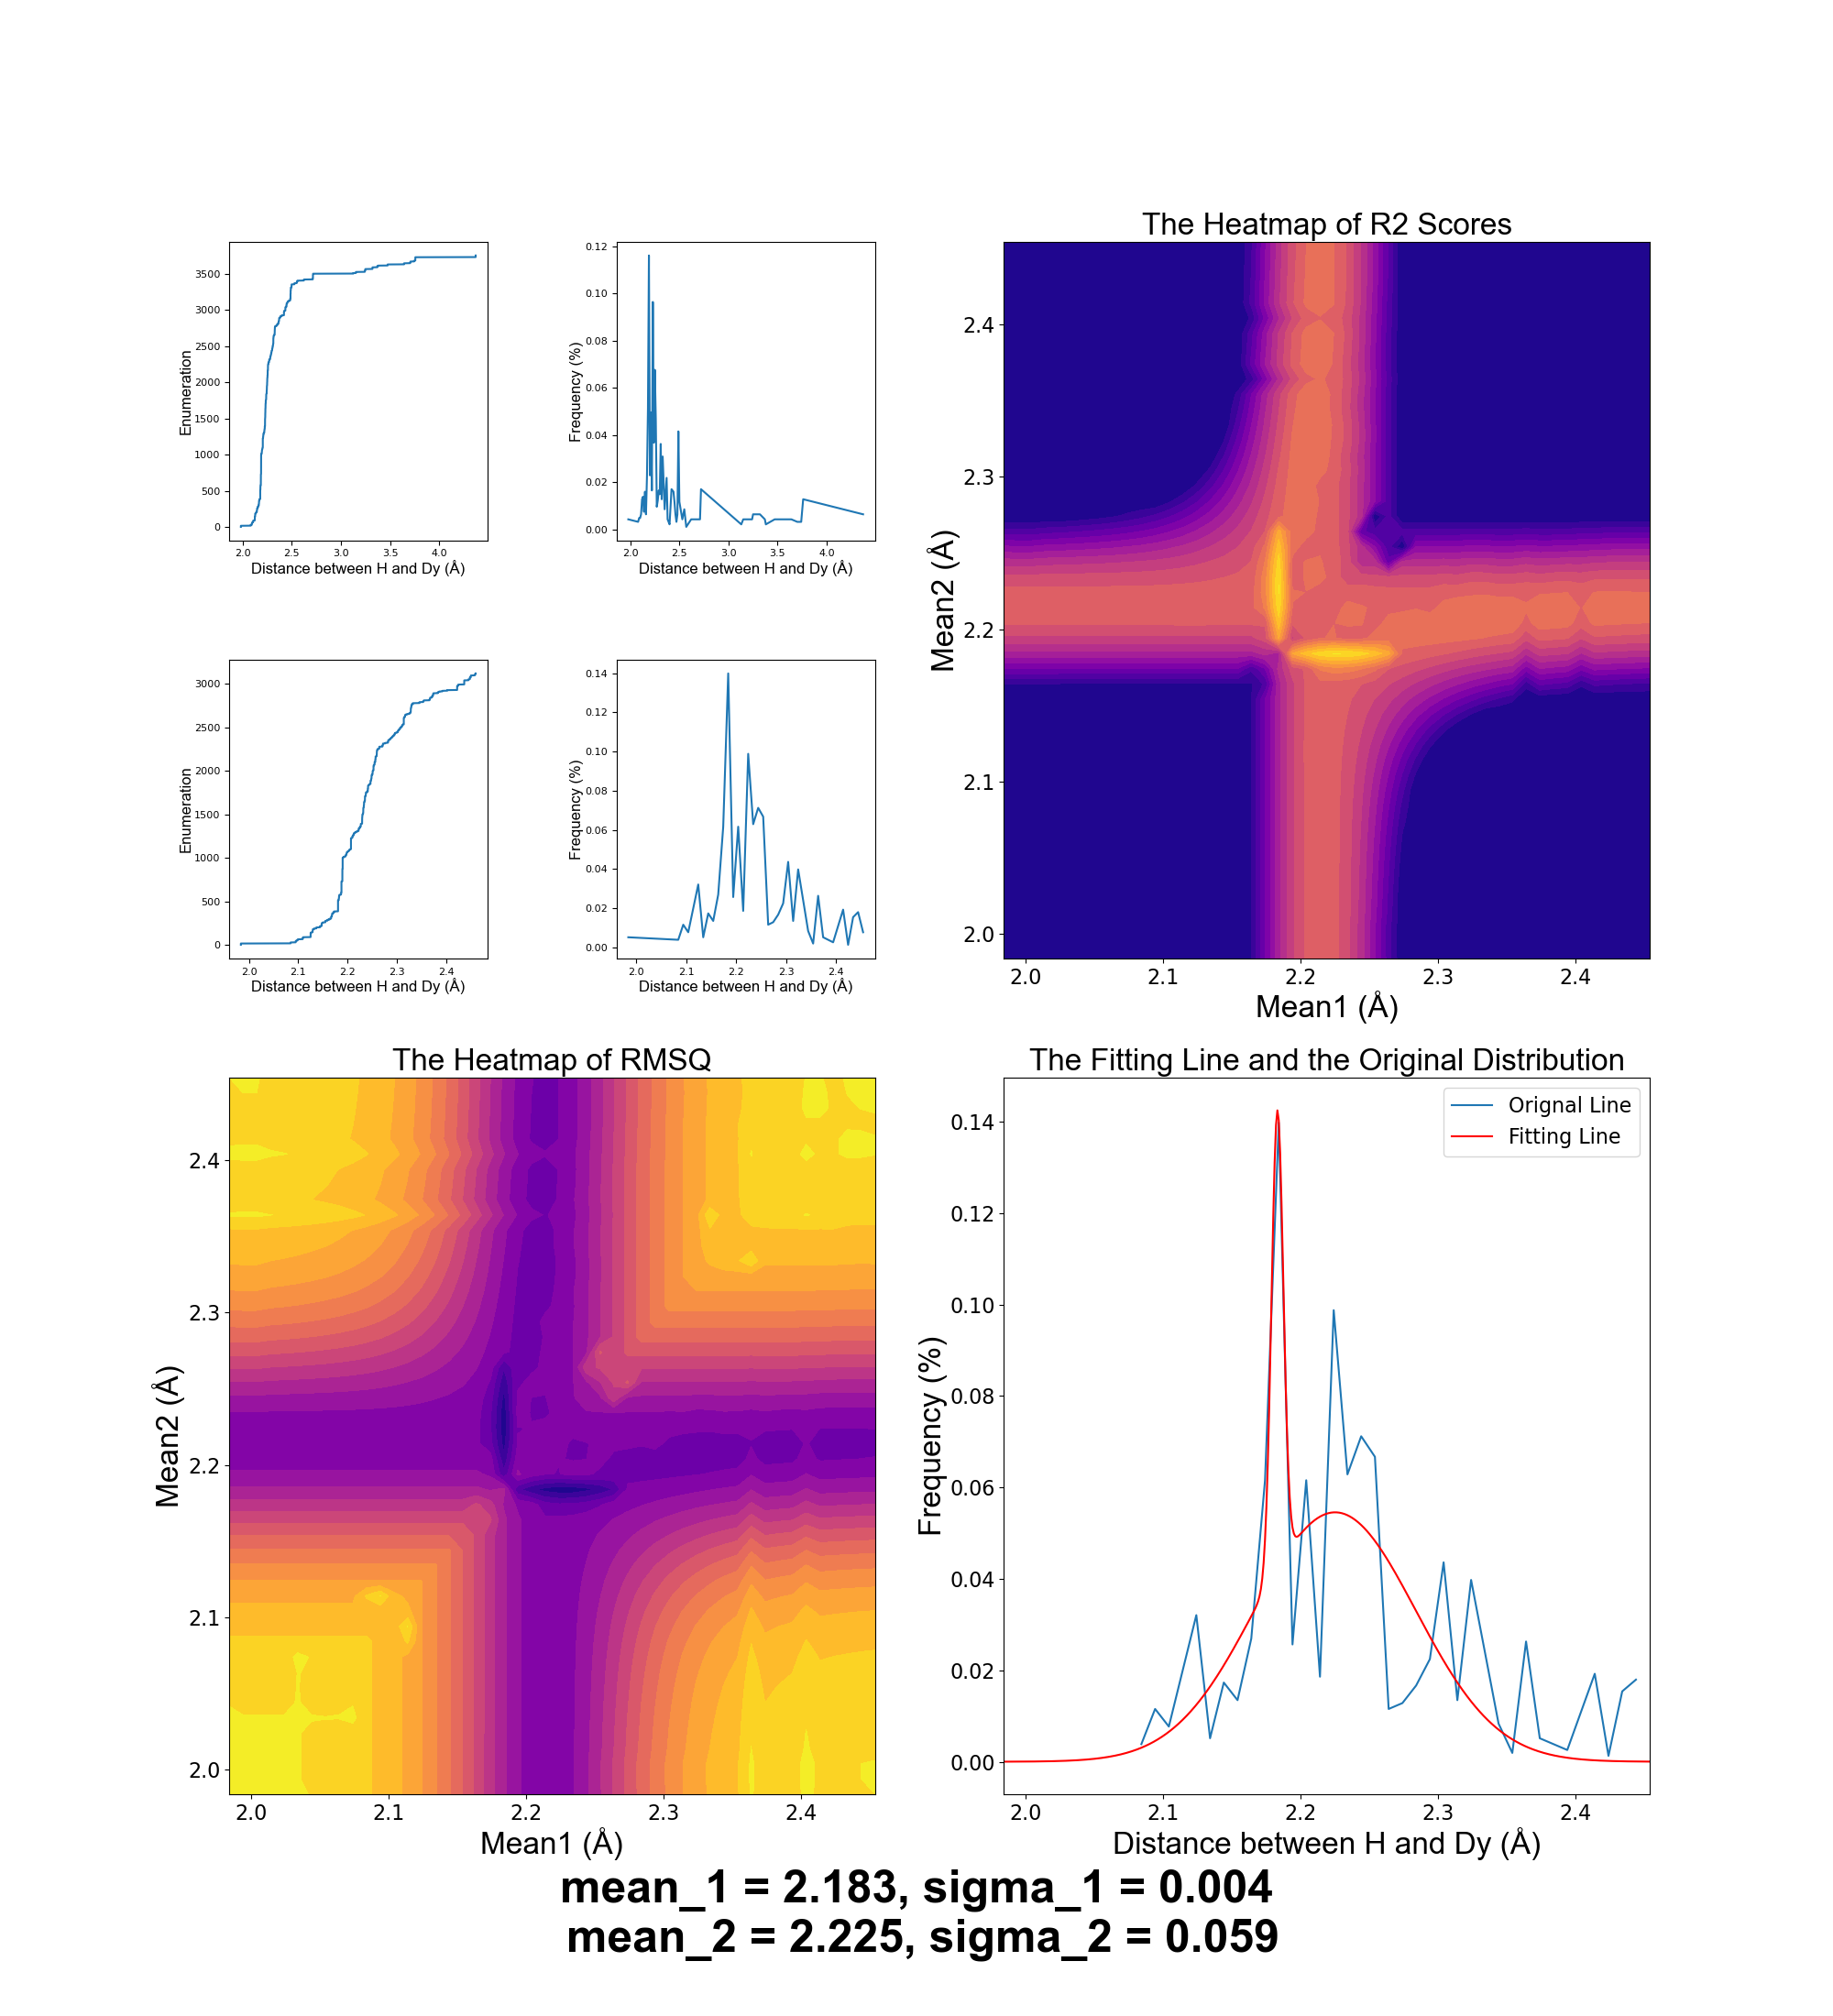 3500
3000
2500
2000
1500
1000
500
0
Enumeration
2.0 2.5 3.0 3.5 4.0
Distance between H and Dy (Å)
0.12
0.10
0.08
0.06
0.04
0.02
0.00
Frequency (%)
2.0 2.5 3.0 3.5 4.0
Distance between H and Dy (Å)
The Heatmap of R2 Scores
2.4
2.3
2.2
2.1
2.0
Mean2 (Å)
2.0 2.1 2.2 2.3 2.4
Mean1 (Å)
3000
2500
2000
1500
1000
500
0
Enumeration
2.0 2.1 2.2 2.3 2.4
Distance between H and Dy (Å)
0.14
0.12
0.10
0.08
0.06
0.04
0.02
0.00
Frequency (%)
2.0 2.1 2.2 2.3 2.4
Distance between H and Dy (Å)
The Heatmap of RMSQ
2.4
2.3
2.2
2.1
2.0
Mean2 (Å)
2.0 2.1 2.2 2.3 2.4
Mean1 (Å)
The Fitting Line and the Original Distribution
Orignal Line
Fitting Line
0.14
0.12
0.10
0.08
0.06
0.04
0.02
0.00
Frequency (%)
2.0 2.1 2.2 2.3 2.4
Distance between H and Dy (Å)
mean_1 = 2.183, sigma_1 = 0.004
mean_2 = 2.225, sigma_2 = 0.059